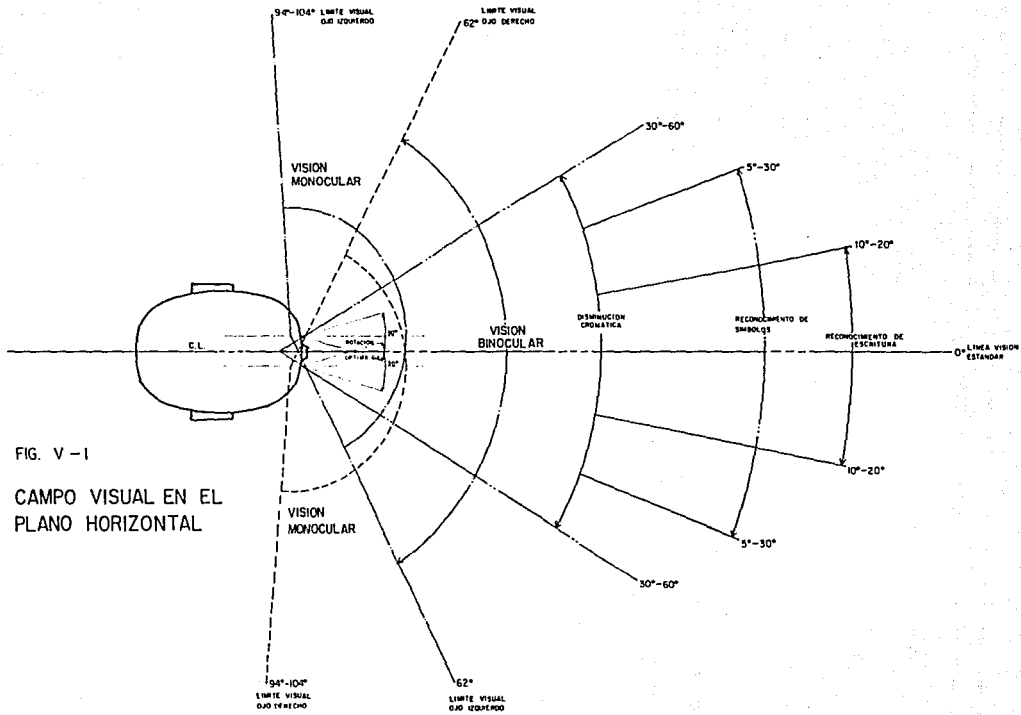 94°-104° LIMITE VISUAL
OJO IZQUIERDO
LIMITE VISUAL
62° OJO DERECHO
30°-60°
VISION
MONOCULAR
5°-30°
10°-20°
30°
ROTACION
OPTIMA
30°
C.L.
VISION
BINOCULAR
DISMINUCION
CROMATICA
RECONOCIMIENTO DE
SIMBOLOS
RECONOCIMIENTO DE
ESCRITURA
0° LINEA VISION
ESTANDAR
FIG. V-1
CAMPO VISUAL EN EL
PLANO HORIZONTAL
10°-20°
VISION
MONOCULAR
5°-30°
30°-60°
94°-104°
LIMITE VISUAL
OJO DERECHO
62°
LIMITE VISUAL
OJO IZQUIERDO